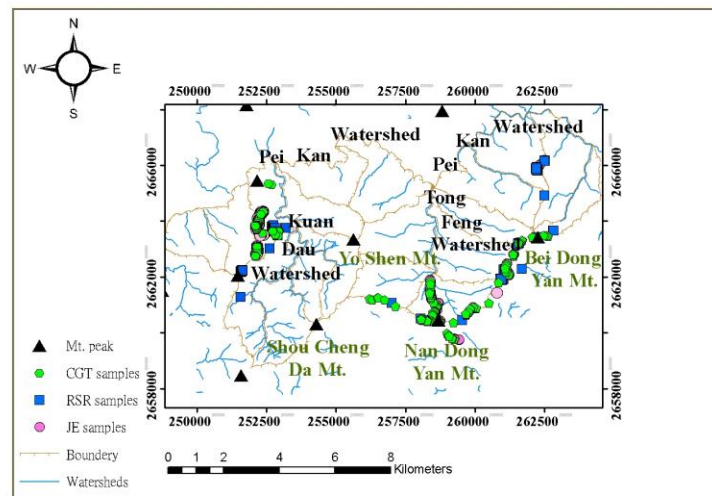 N
W E
S
250000 252500 255000 257500 260000 262500
2666000
2662000
2658000
2666000
2662000
2658000
Watershed
Pei Kan
Watershed
Kan
Pei
Tong
Feng
Watershed
Kuan
Dau
Watershed
Yo Shen Mt.
Bei Dong
Yan Mt.
Shou Cheng
Da Mt.
Nan Dong
Yan Mt.
250000 252500 255000 257500 260000 262500
Mt. peak
CGT samples
RSR samples
JE samples
Boundery
Watersheds
0 2 4 6 8
Kilometers